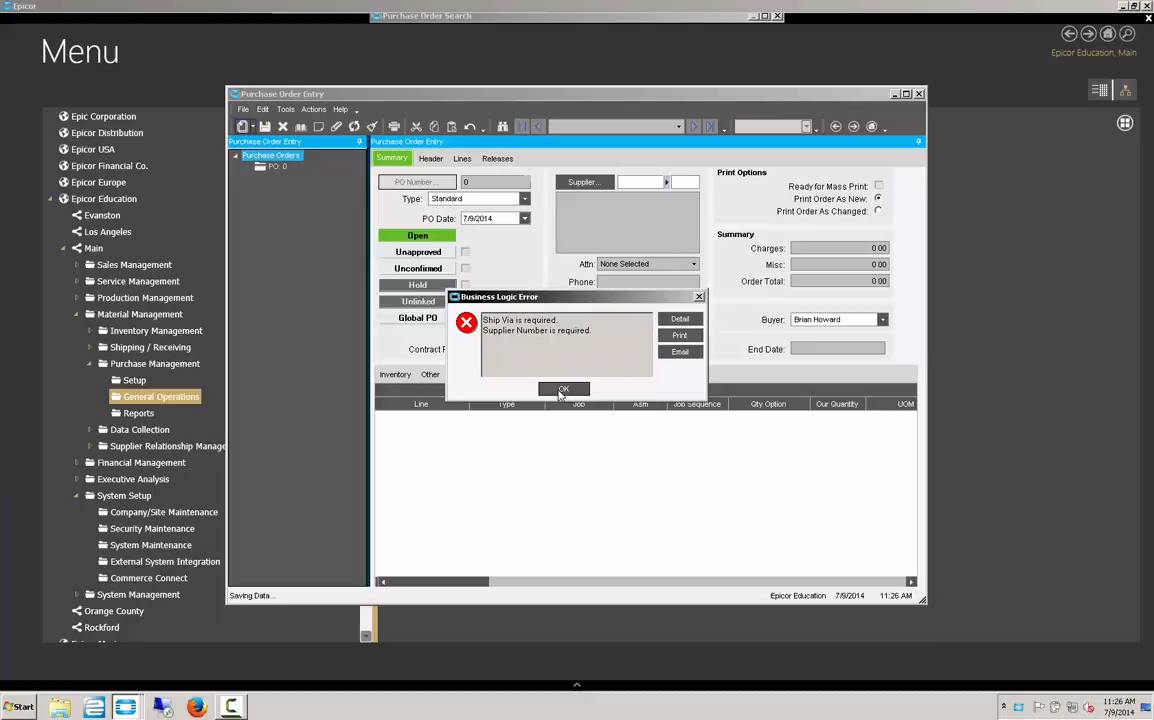 Epicor
Purchase Order Search
Menu
Epicor Education, Main
Epic Corporation
Epicor Distribution
Epicor USA
Epicor Financial Co.
Epicor Europe
Epicor Education
Evanston
Los Angeles
Main
Sales Management
Service Management
Production Management
Material Management
Inventory Management
Shipping / Receiving
Purchase Management
Setup
General Operations
Reports
Data Collection
Supplier Relationship Manage
Financial Management
Executive Analysis
System Setup
Company/Site Maintenance
Security Maintenance
System Maintenance
External System Integration
Commerce Connect
System Management
Orange County
Rockford
Purchase Order Entry
File Edit Tools Actions Help
Purchase Order Entry
Purchase Orders
PO: 0
Purchase Order Entry
Summary Header Lines Releases
PO Number... 0
Type: Standard
PO Date: 7/9/2014
Open
Unapproved
Unconfirmed
Hold
Unlinked
Global PO
Supplier...
Attn: None Selected
Phone:
Print Options
Ready for Mass Print:
Print Order As New:
Print Order As Changed:
Summary
Charges: 0.00
Misc: 0.00
Order Total: 0.00
Buyer: Brian Howard
End Date:
Business Logic Error
Ship Via is required.
Supplier Number is required.
Detail
Print
Email
OK
Inventory Other
Line Type Job Asm Job Sequence Qty Option Our Quantity UOM
Saving Data...
Epicor Education 7/9/2014 11:26 AM
Start
11:26 AM
7/9/2014